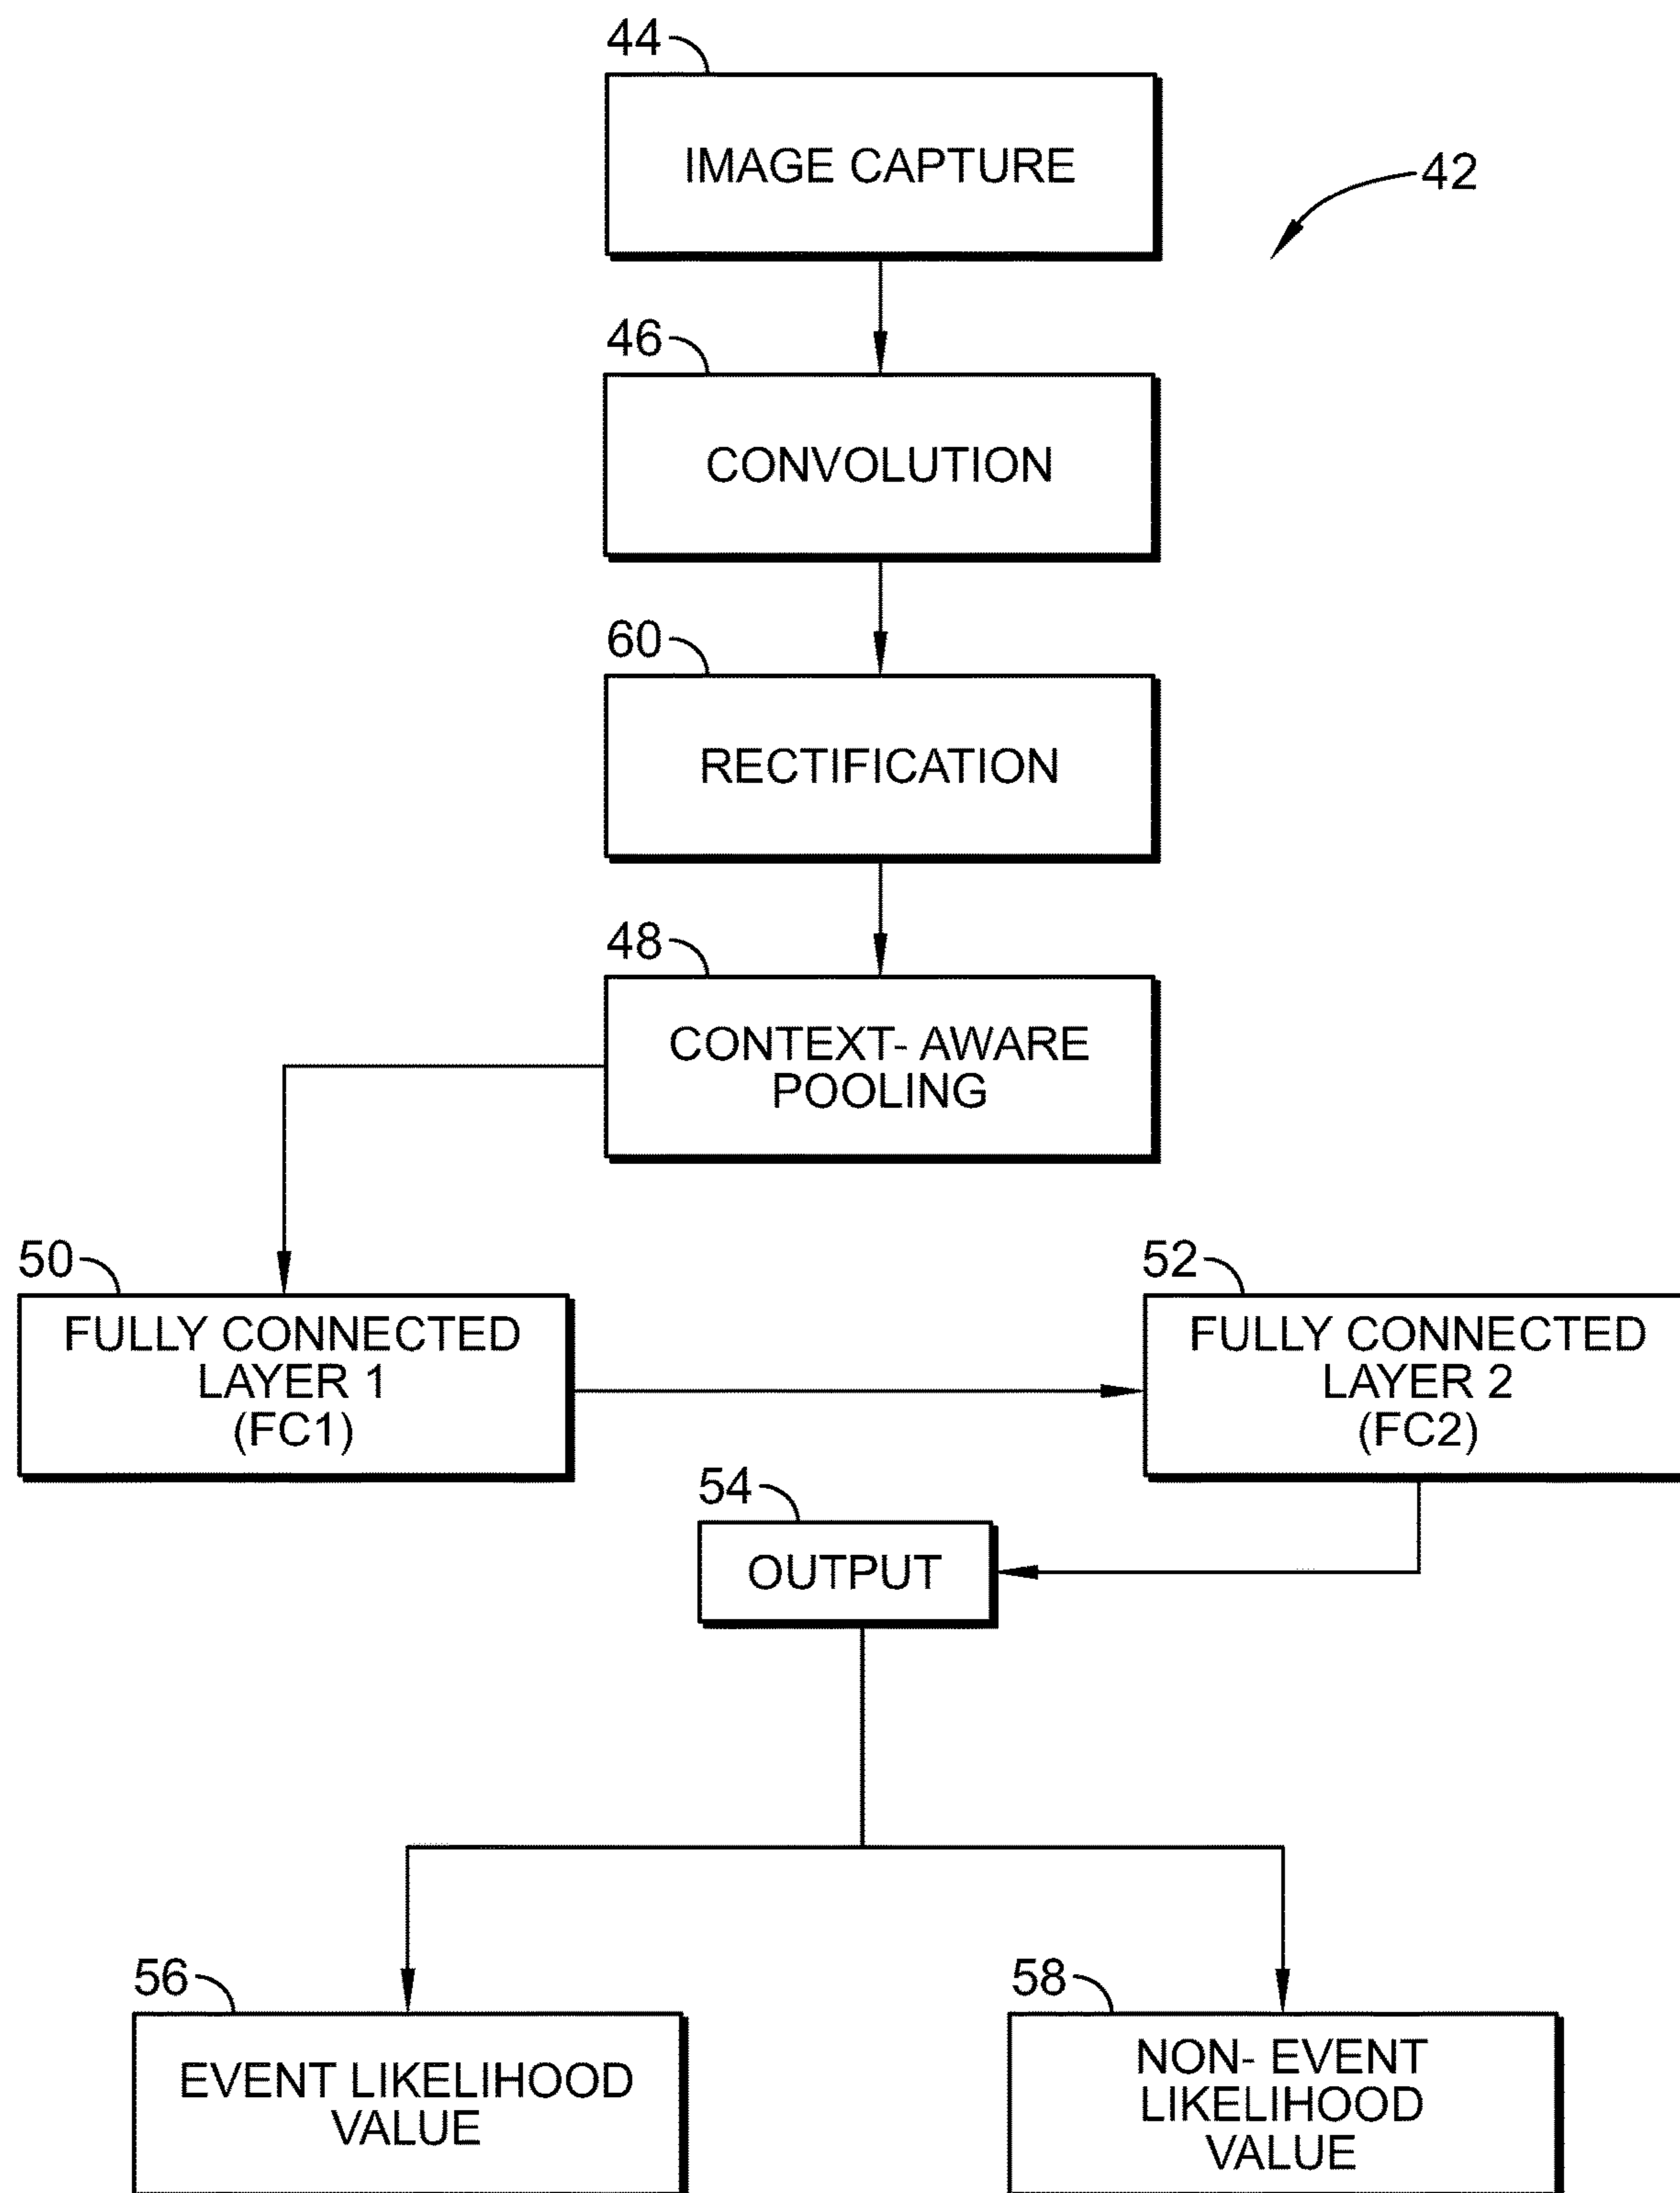 44
IMAGE CAPTURE
42
46
CONVOLUTION
60
RECTIFICATION
48
CONTEXT- AWARE
POOLING
50
FULLY CONNECTED
LAYER 1
(FC1)
52
FULLY CONNECTED
LAYER 2
(FC2)
54
OUTPUT
56
EVENT LIKELIHOOD
VALUE
58
NON- EVENT
LIKELIHOOD
VALUE